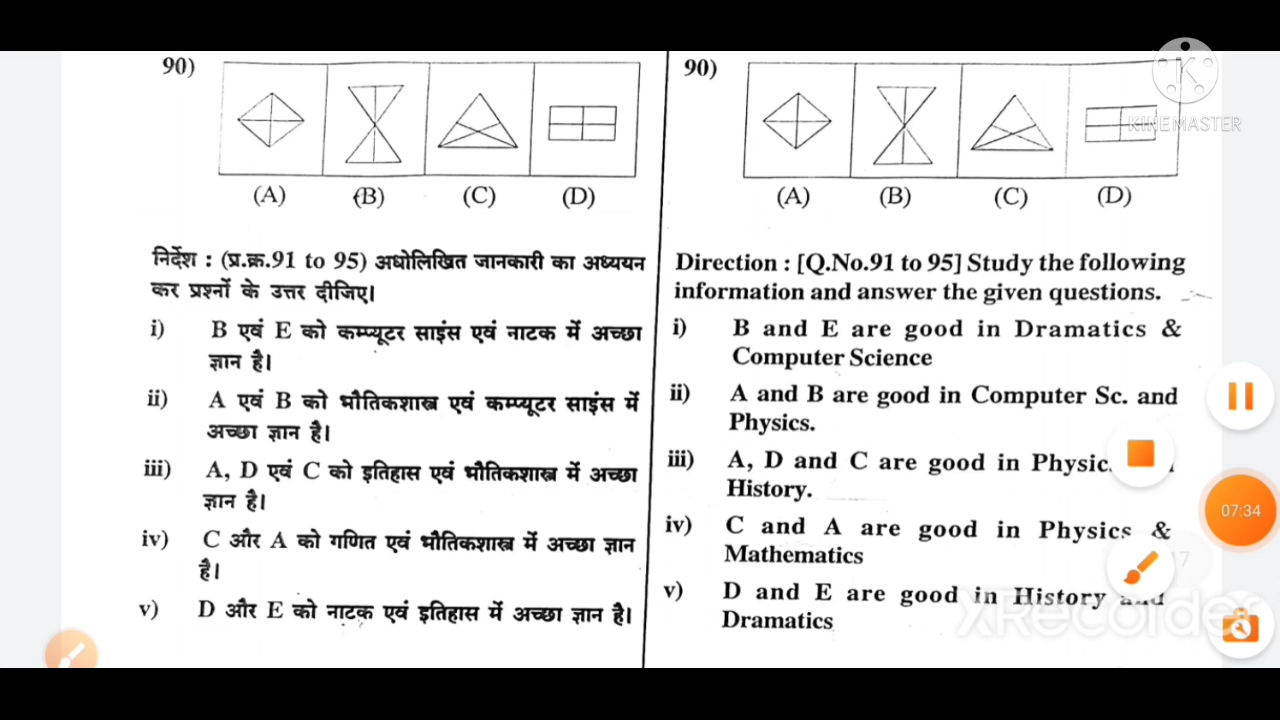 90)
(A) (B) (C) (D)
निर्देश : (प्र.क्र.91 to 95) अधोलिखित जानकारी का अध्ययन
कर प्रश्नों के उत्तर दीजिए।
i) B एवं E को कम्प्यूटर साइंस एवं नाटक में अच्छा
ज्ञान है।
ii) A एवं B को भौतिकशास्त्र एवं कम्प्यूटर साइंस में
अच्छा ज्ञान है।
iii) A, D एवं C को इतिहास एवं भौतिकशास्त्र में अच्छा
ज्ञान है।
iv) C और A को गणित एवं भौतिकशास्त्र में अच्छा ज्ञान
है।
v) D और E को नाटक एवं इतिहास में अच्छा ज्ञान है।
90)
(A) (B) (C) (D)
Direction : [Q.No.91 to 95] Study the following
information and answer the given questions.
i) B and E are good in Dramatics &
Computer Science
ii) A and B are good in Computer Sc. and
Physics.
iii) A, D and C are good in Physic
History.
iv) C and A are good in Physics &
Mathematics
v) D and E are good in History and
Dramatics
KINEMASTER
07:34
17
XRecorder